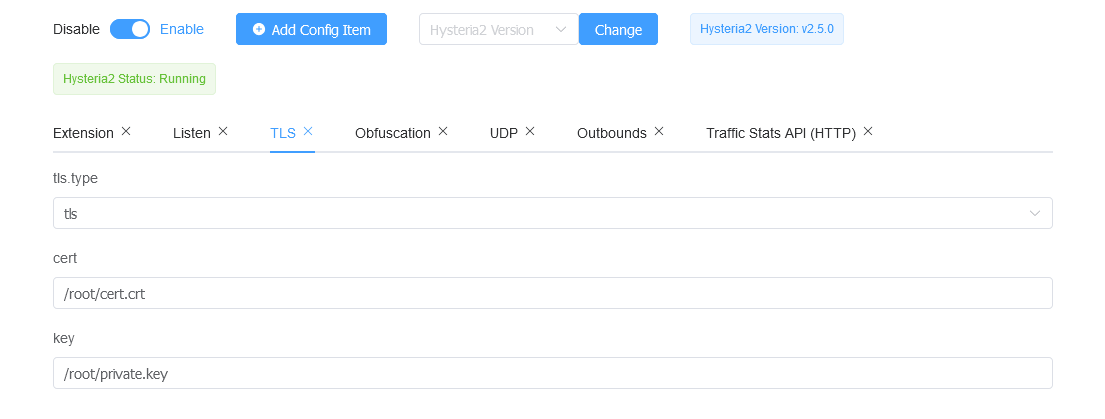 Disable Enable Add Config Item Hysteria2 Version Change Hysteria2 Version: v2.5.0
Hysteria2 Status: Running
Extension Listen TLS Obfuscation UDP Outbounds Traffic Stats API (HTTP)
tls.type
tls
cert
/root/cert.crt
key
/root/private.key